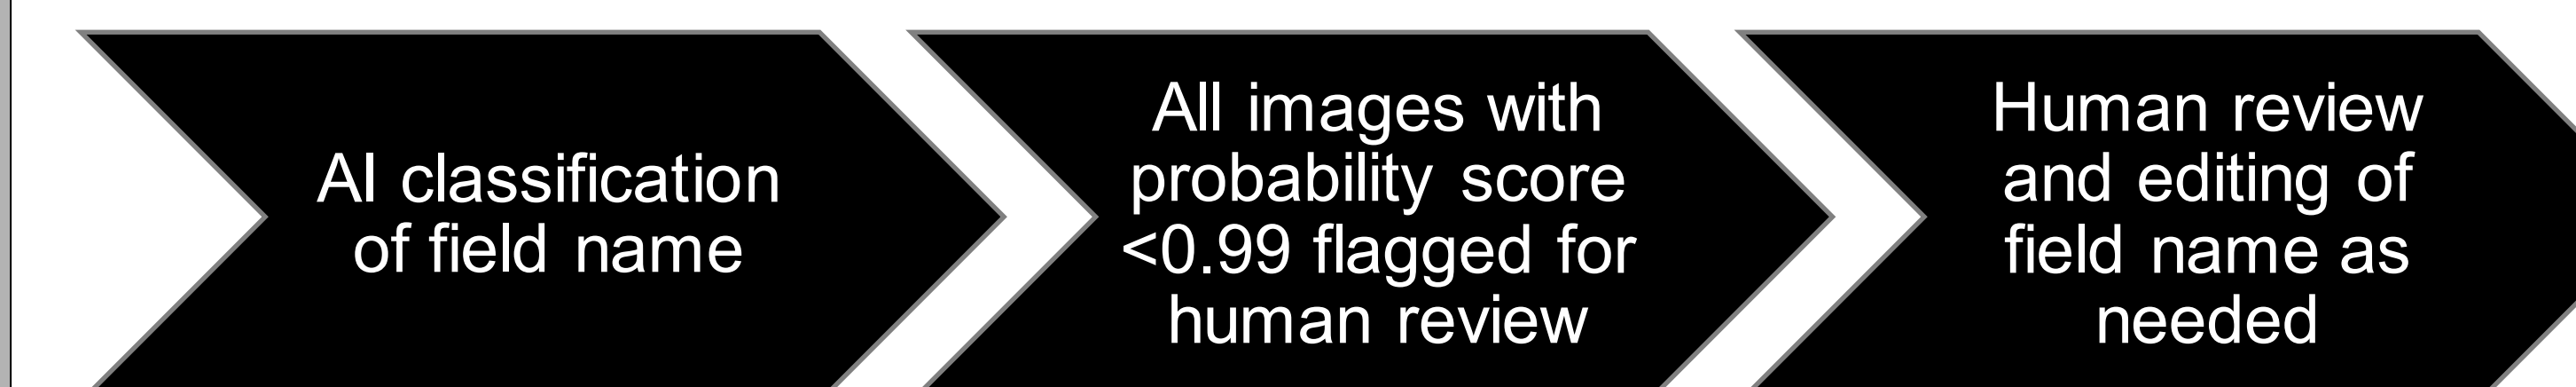 AI classification
of field name
All images with
probability score
<0.99 flagged for
human review
Human review
and editing of
field name as
needed